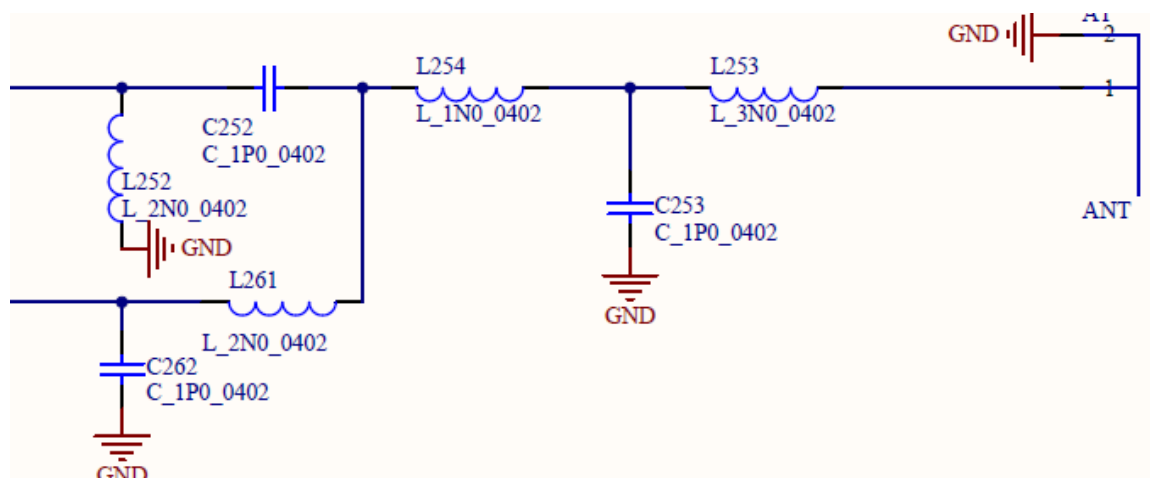 GND
2
L254
L_1N0_0402
L253
L_3N0_0402
1
C252
C_1P0_0402
L252
L_2N0_0402
GND
C253
C_1P0_0402
ANT
GND
L261
L_2N0_0402
C262
C_1P0_0402
GND